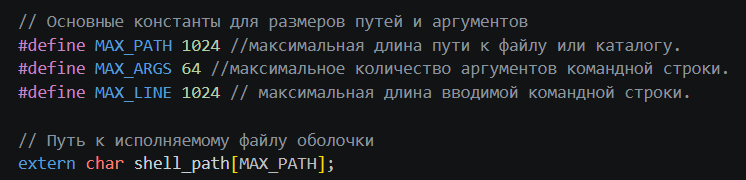 // Основные константы для размеров путей и аргументов
#define MAX_PATH 1024 //максимальная длина пути к файлу или каталогу.
#define MAX_ARGS 64 //максимальное количество аргументов командной строки.
#define MAX_LINE 1024 // максимальная длина вводимой командной строки.
// Путь к исполняемому файлу оболочки
extern char shell_path[MAX_PATH];